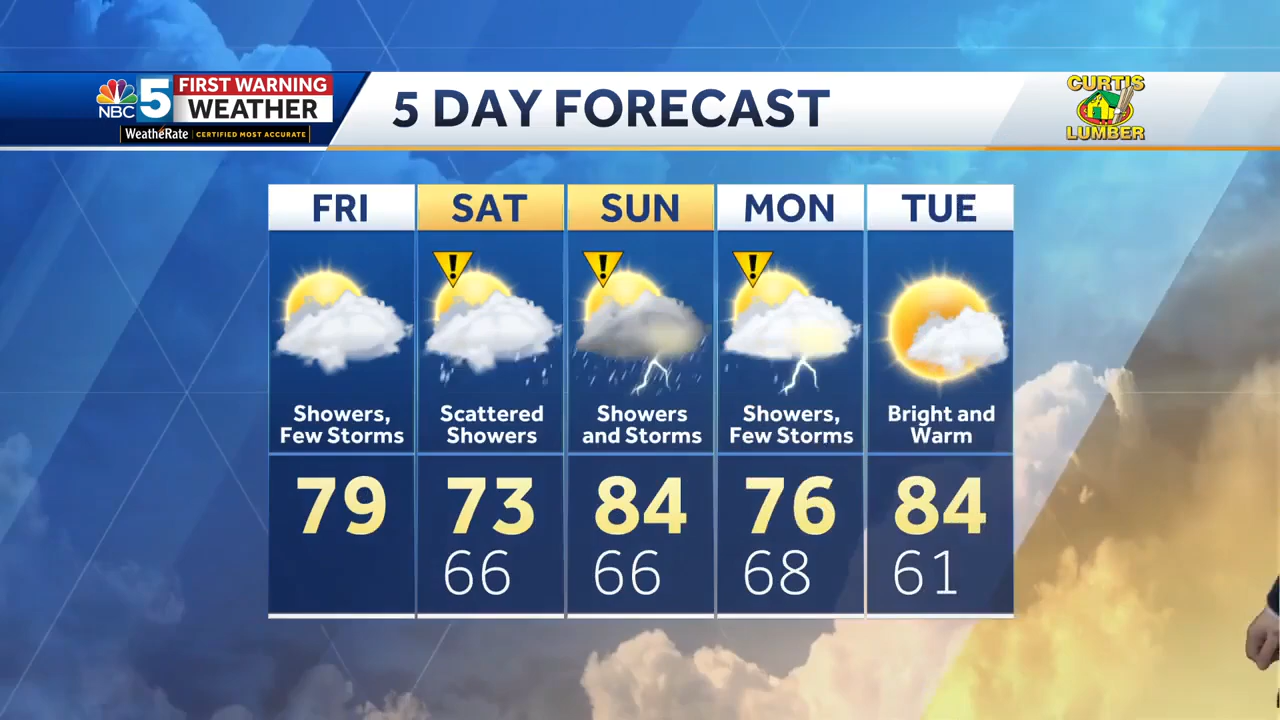 NBC 5 FIRST WARNING
WEATHER
WeatheRate CERTIFIED MOST ACCURATE
5 DAY FORECAST
CURTIS
LUMBER
FRI SAT SUN MON TUE
! ! !
Showers, Scattered Showers Showers, Bright and
Few Storms Showers and Storms Few Storms Warm
79 73 84 76 84
66 66 68 61